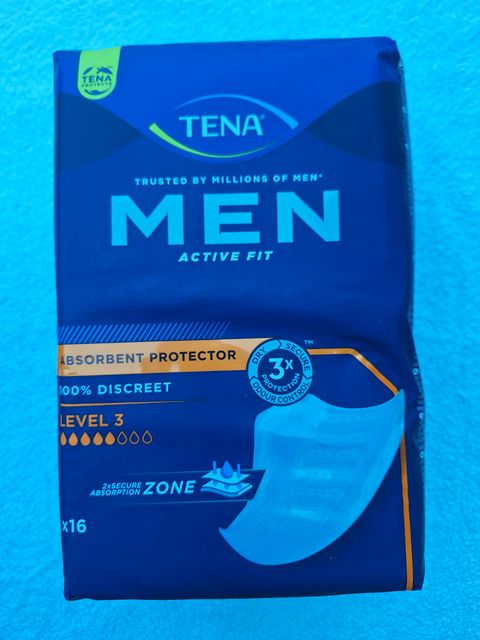 TENA
PROTECTS
TENA®
TRUSTED BY MILLIONS OF MEN*
MEN
ACTIVE FIT
ABSORBENT PROTECTOR
100% DISCREET
LEVEL 3
DRY SECURE
3X
PROTECTION
ODOUR CONTROL
™
2xSECURE
ABSORPTION ZONE
x16